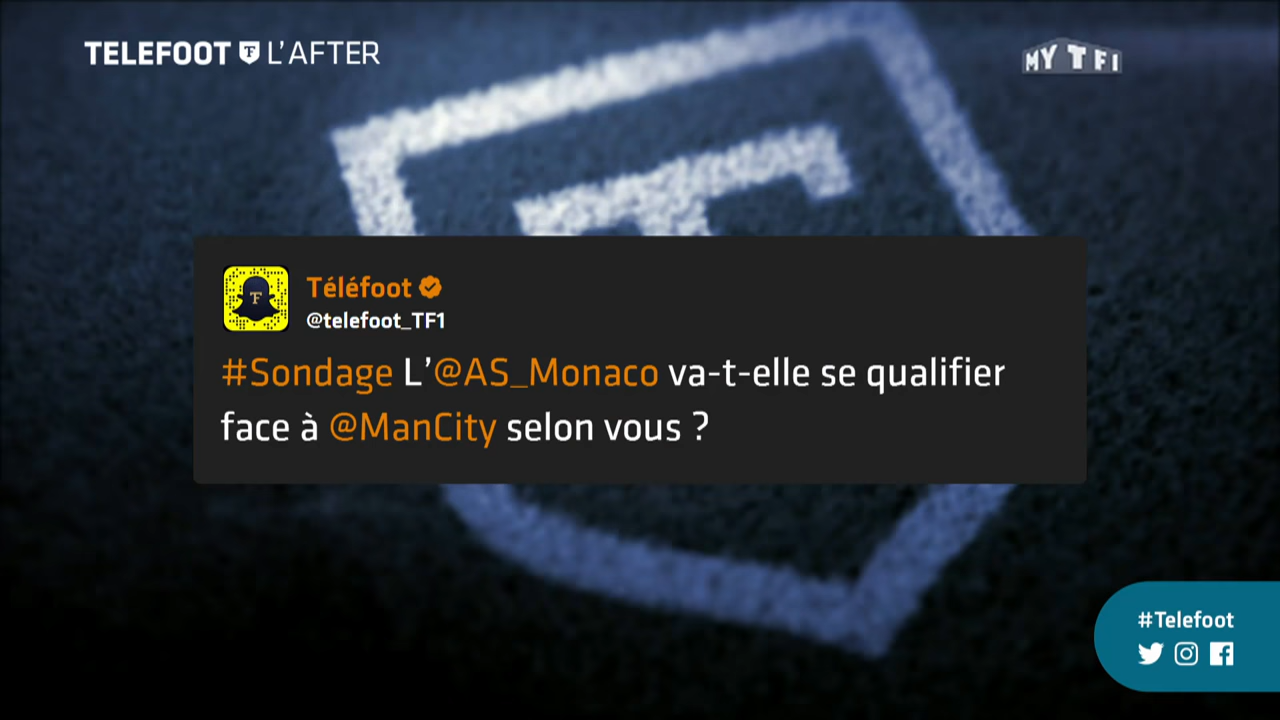 TELEFOOT L'AFTER
MY TF1
Téléfoot
@telefoot_TF1
#Sondage L'@AS_Monaco va-t-elle se qualifier
face à @ManCity selon vous ?
#Telefoot